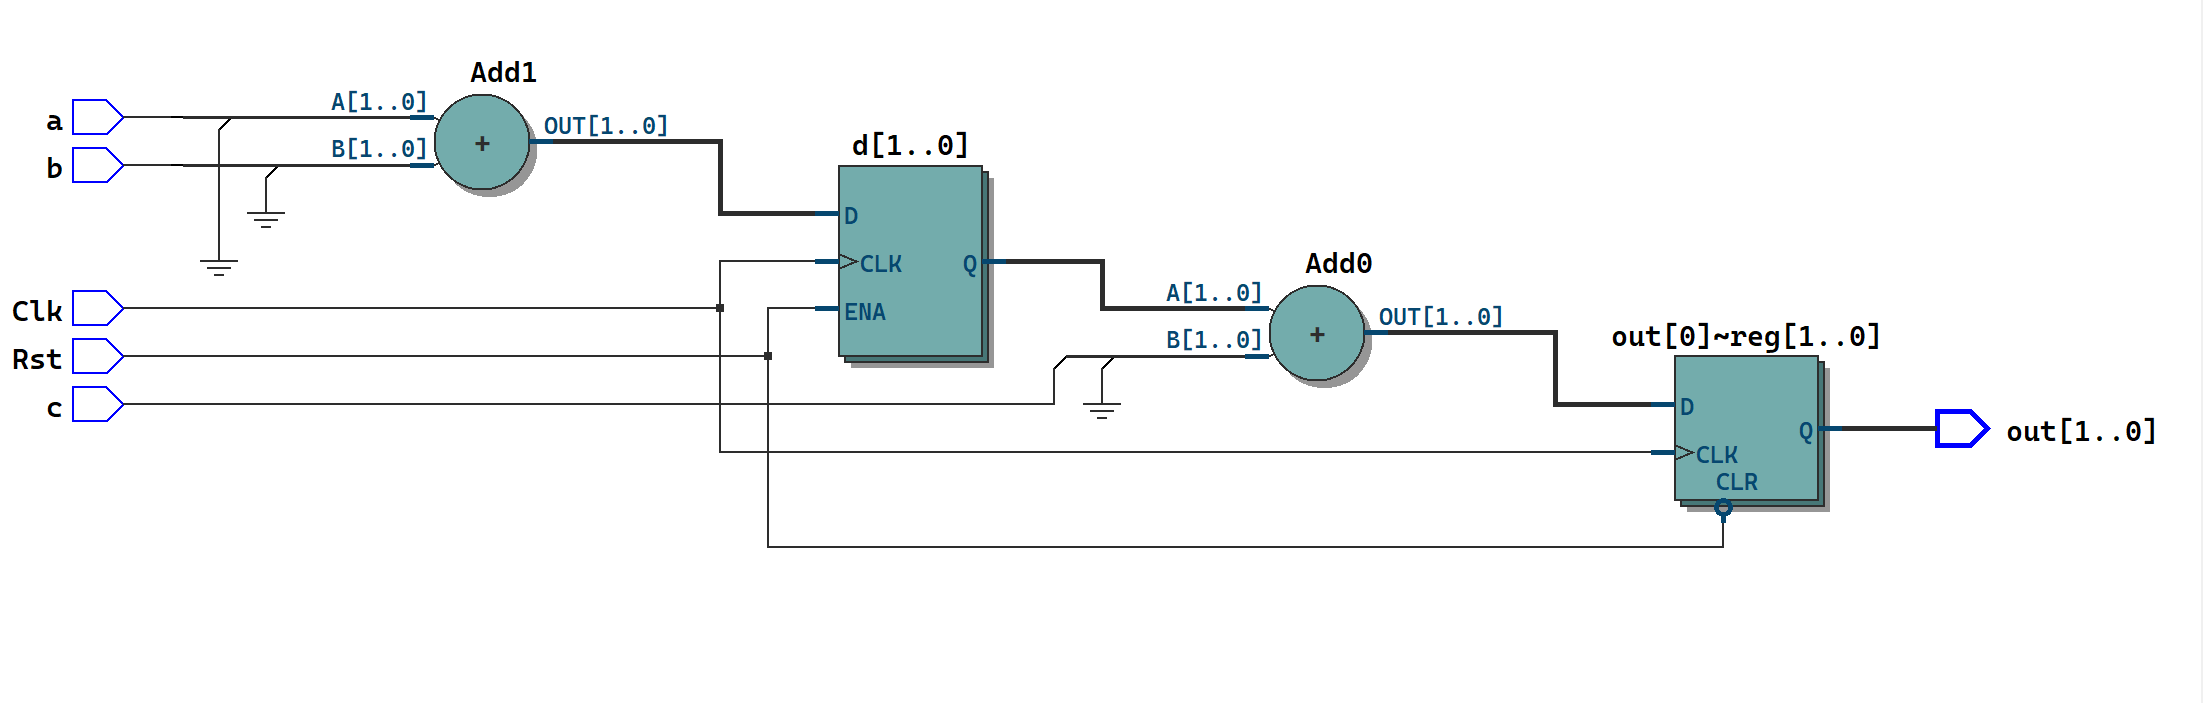 Add1
a
A[1..0]
b
B[1..0]
+
OUT[1..0]
d[1..0]
D
CLK
Q
ENA
Clk
Rst
c
Add0
A[1..0]
B[1..0]
+
OUT[1..0]
out[0]~reg[1..0]
D
Q
CLK
CLR
out[1..0]